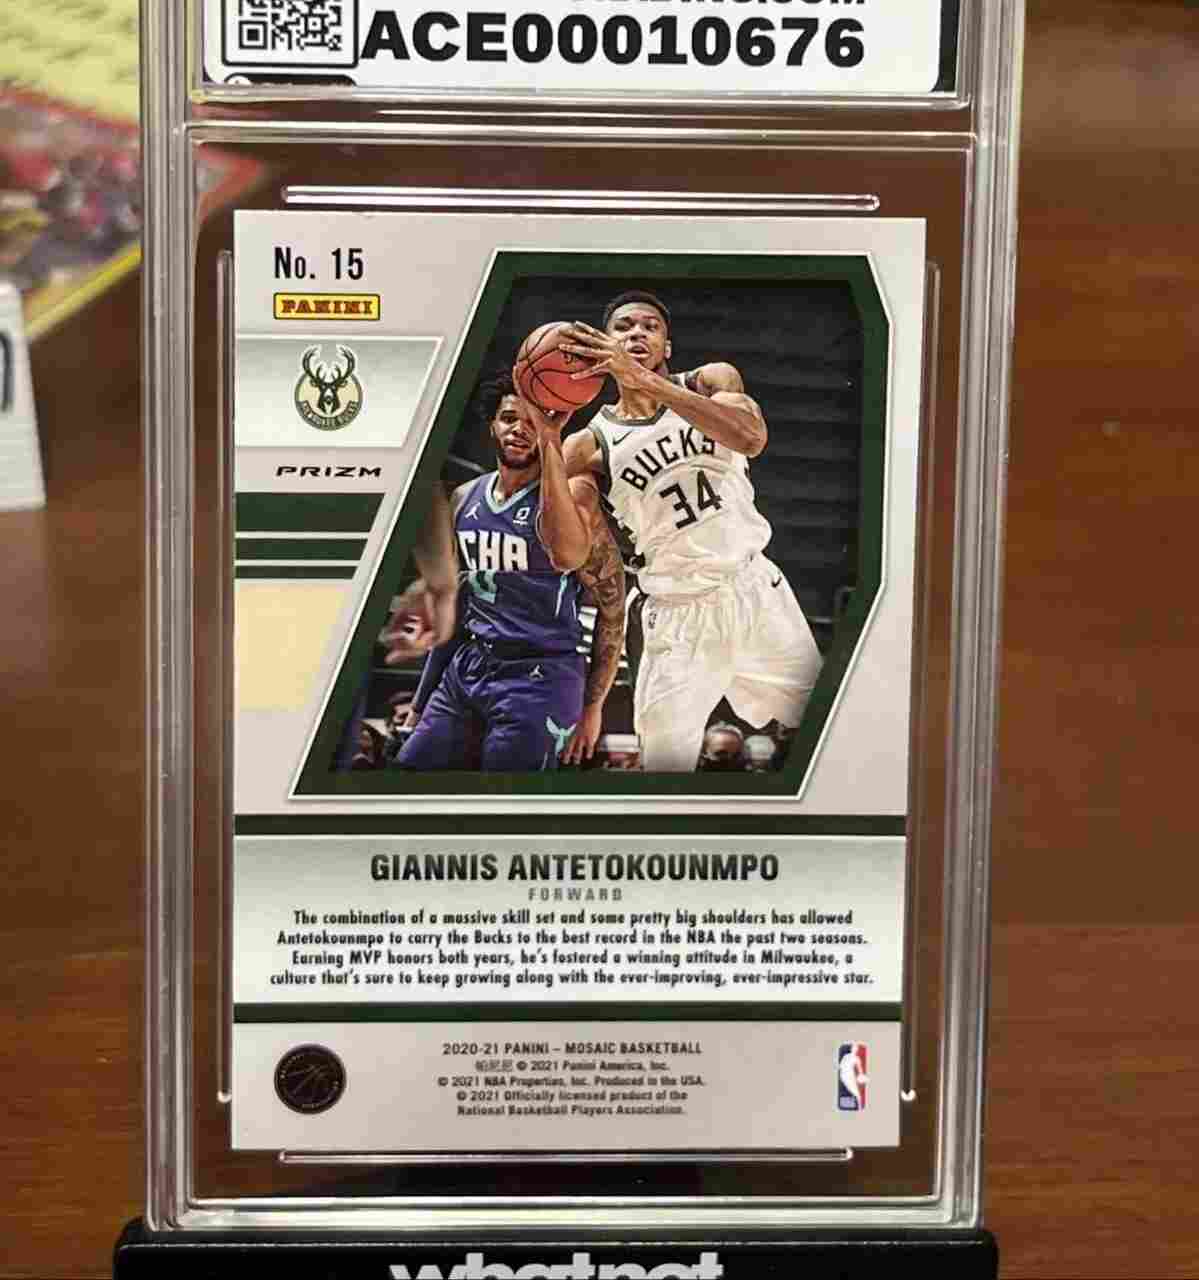 ACE00010676
No. 15
PANINI
MILWAUKEE BUCKS
PRIZM
BUCKS
34
CHA
GIANNIS ANTETOKOUNMPO
FORWARD
The combination of a massive skill set and some pretty big shoulders has allowed
Antetokounmpo to carry the Bucks to the best record in the NBA the past two seasons.
Earning MVP honors both years, he's fostered a winning attitude in Milwaukee, a
culture that's sure to keep growing along with the ever-improving, ever-impressive star.
2020-21 PANINI – MOSAIC BASKETBALL
© 2021 Panini America, Inc.
© 2021 NBA Properties, Inc. Produced in the USA.
© 2021 Officially licensed product of the
National Basketball Players Association.
NBA
whatnot